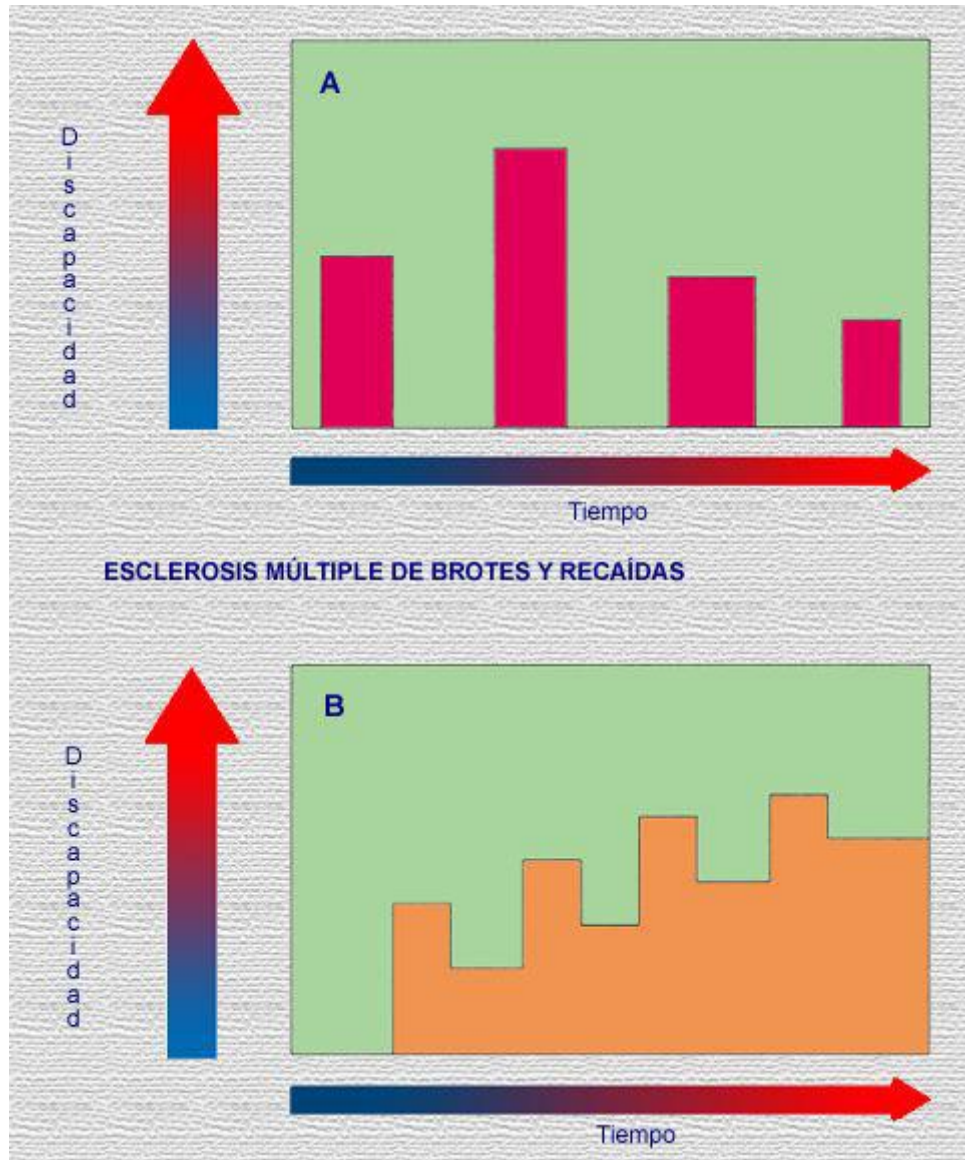 A
Discapacidad
Tiempo
ESCLEROSIS MÚLTIPLE DE BROTES Y RECAÍDAS
B
Discapacidad
Tiempo